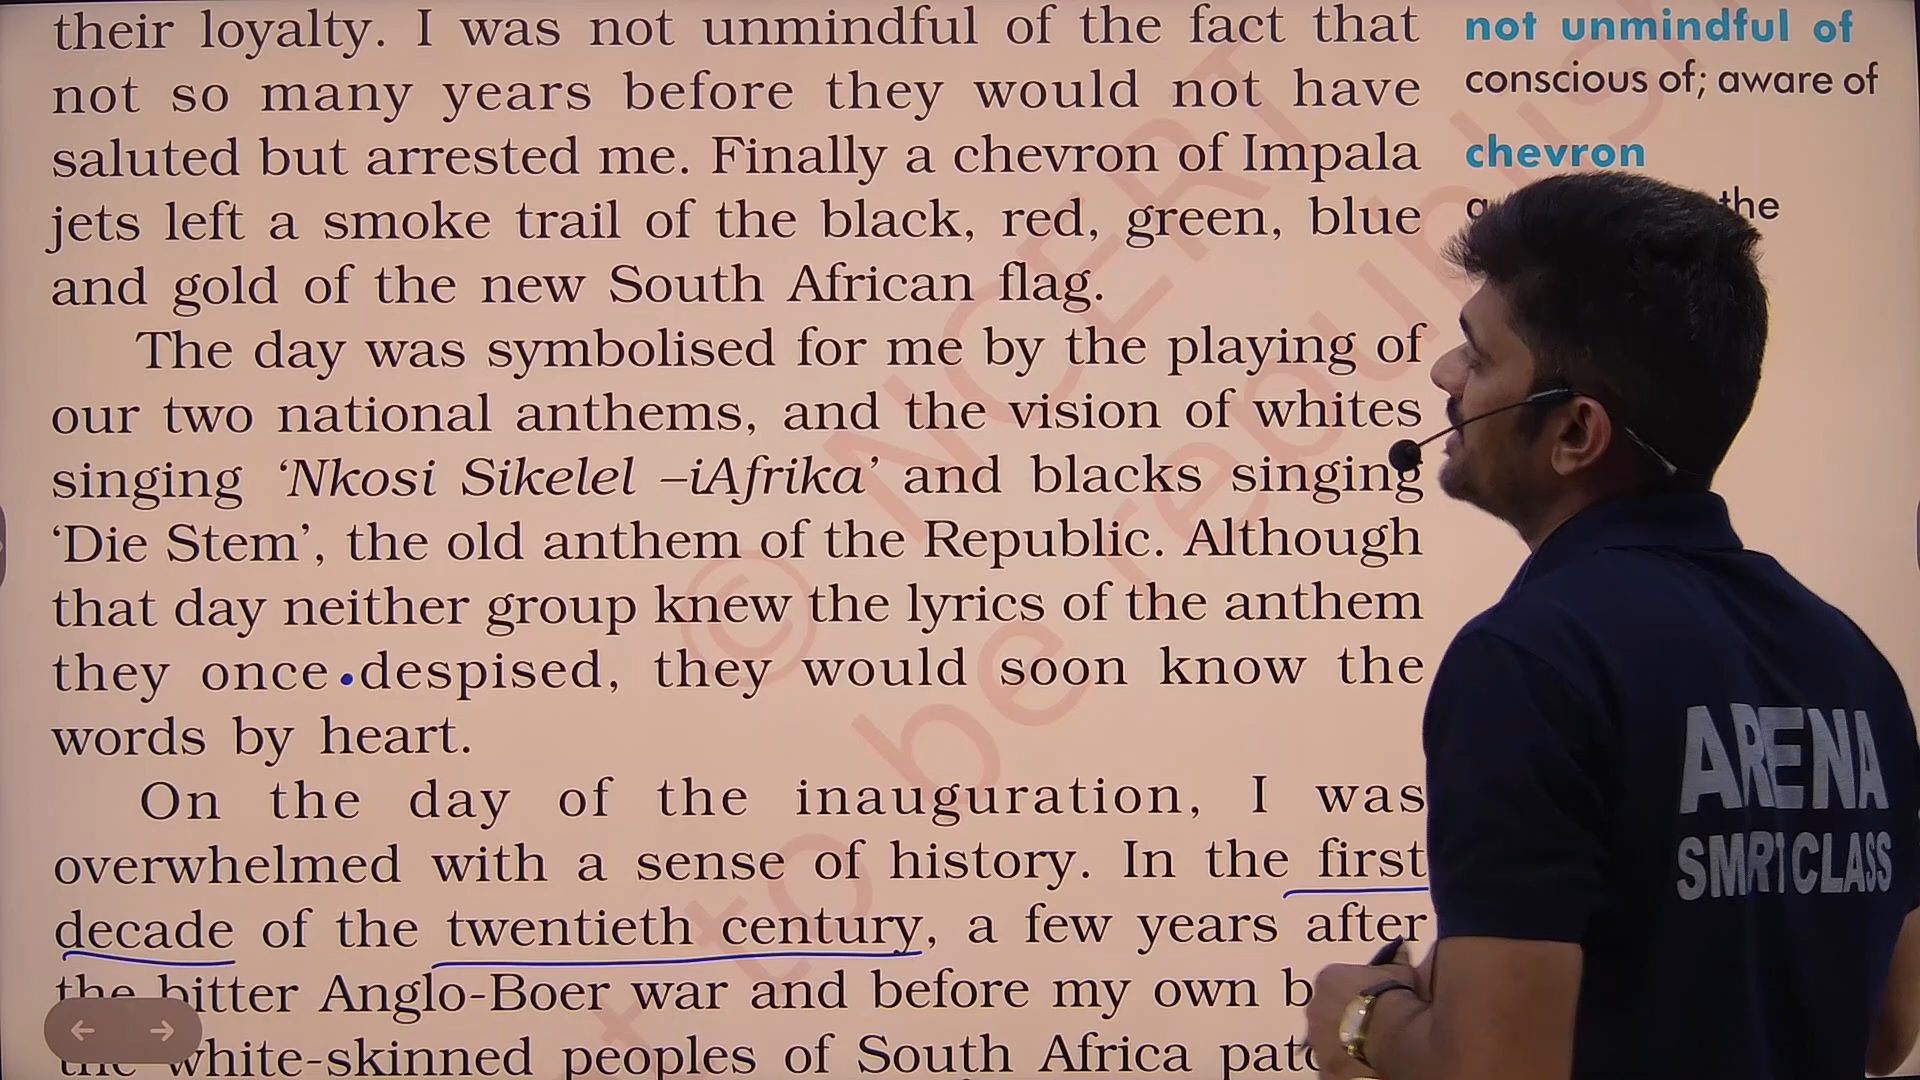 their loyalty. I was not unmindful of the fact that
not so many years before they would not have
saluted but arrested me. Finally a chevron of Impala
jets left a smoke trail of the black, red, green, blue
and gold of the new South African flag.
The day was symbolised for me by the playing of
our two national anthems, and the vision of whites
singing ‘Nkosi Sikelel –iAfrika’ and blacks singing
‘Die Stem’, the old anthem of the Republic. Although
that day neither group knew the lyrics of the anthem
they once despised, they would soon know the
words by heart.
On the day of the inauguration, I was
overwhelmed with a sense of history. In the first
decade of the twentieth century, a few years after
the bitter Anglo-Boer war and before my own
the white-skinned peoples of South Africa
not unmindful of
conscious of; aware of
chevron
the
© NCERT
be republish
to
ARENA
SMRTCLASS